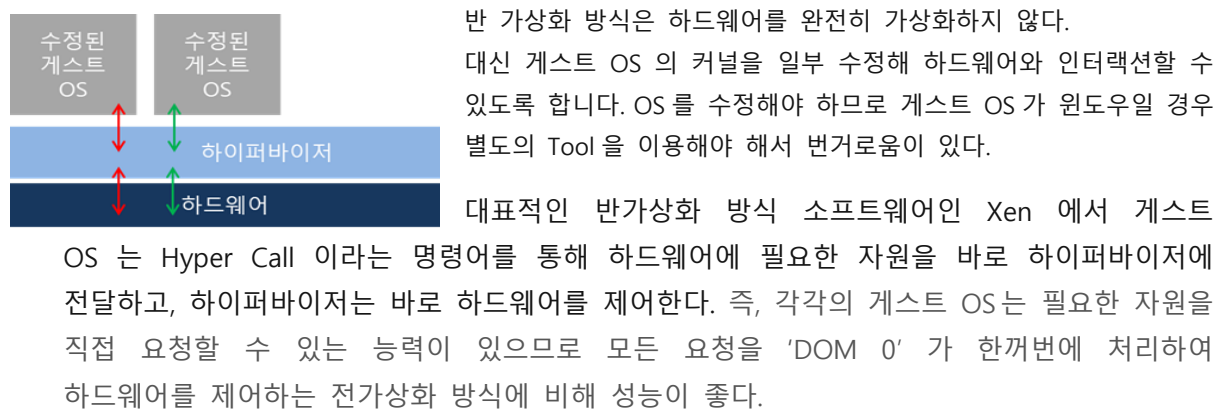 수정된
게스트
OS
수정된
게스트
OS
하이퍼바이저
하드웨어
반 가상화 방식은 하드웨어를 완전히 가상화하지 않다.
대신 게스트 OS 의 커널을 일부 수정해 하드웨어와 인터랙션할 수
있도록 합니다. OS 를 수정해야 하므로 게스트 OS 가 윈도우일 경우
별도의 Tool 을 이용해야 해서 번거로움이 있다.
대표적인 반가상화 방식 소프트웨어인 Xen 에서 게스트
OS 는 Hyper Call 이라는 명령어를 통해 하드웨어에 필요한 자원을 바로 하이퍼바이저에
전달하고, 하이퍼바이저는 바로 하드웨어를 제어한다. 즉, 각각의 게스트 OS 는 필요한 자원을
직접 요청할 수 있는 능력이 있으므로 모든 요청을 ‘DOM 0’ 가 한꺼번에 처리하여
하드웨어를 제어하는 전가상화 방식에 비해 성능이 좋다.